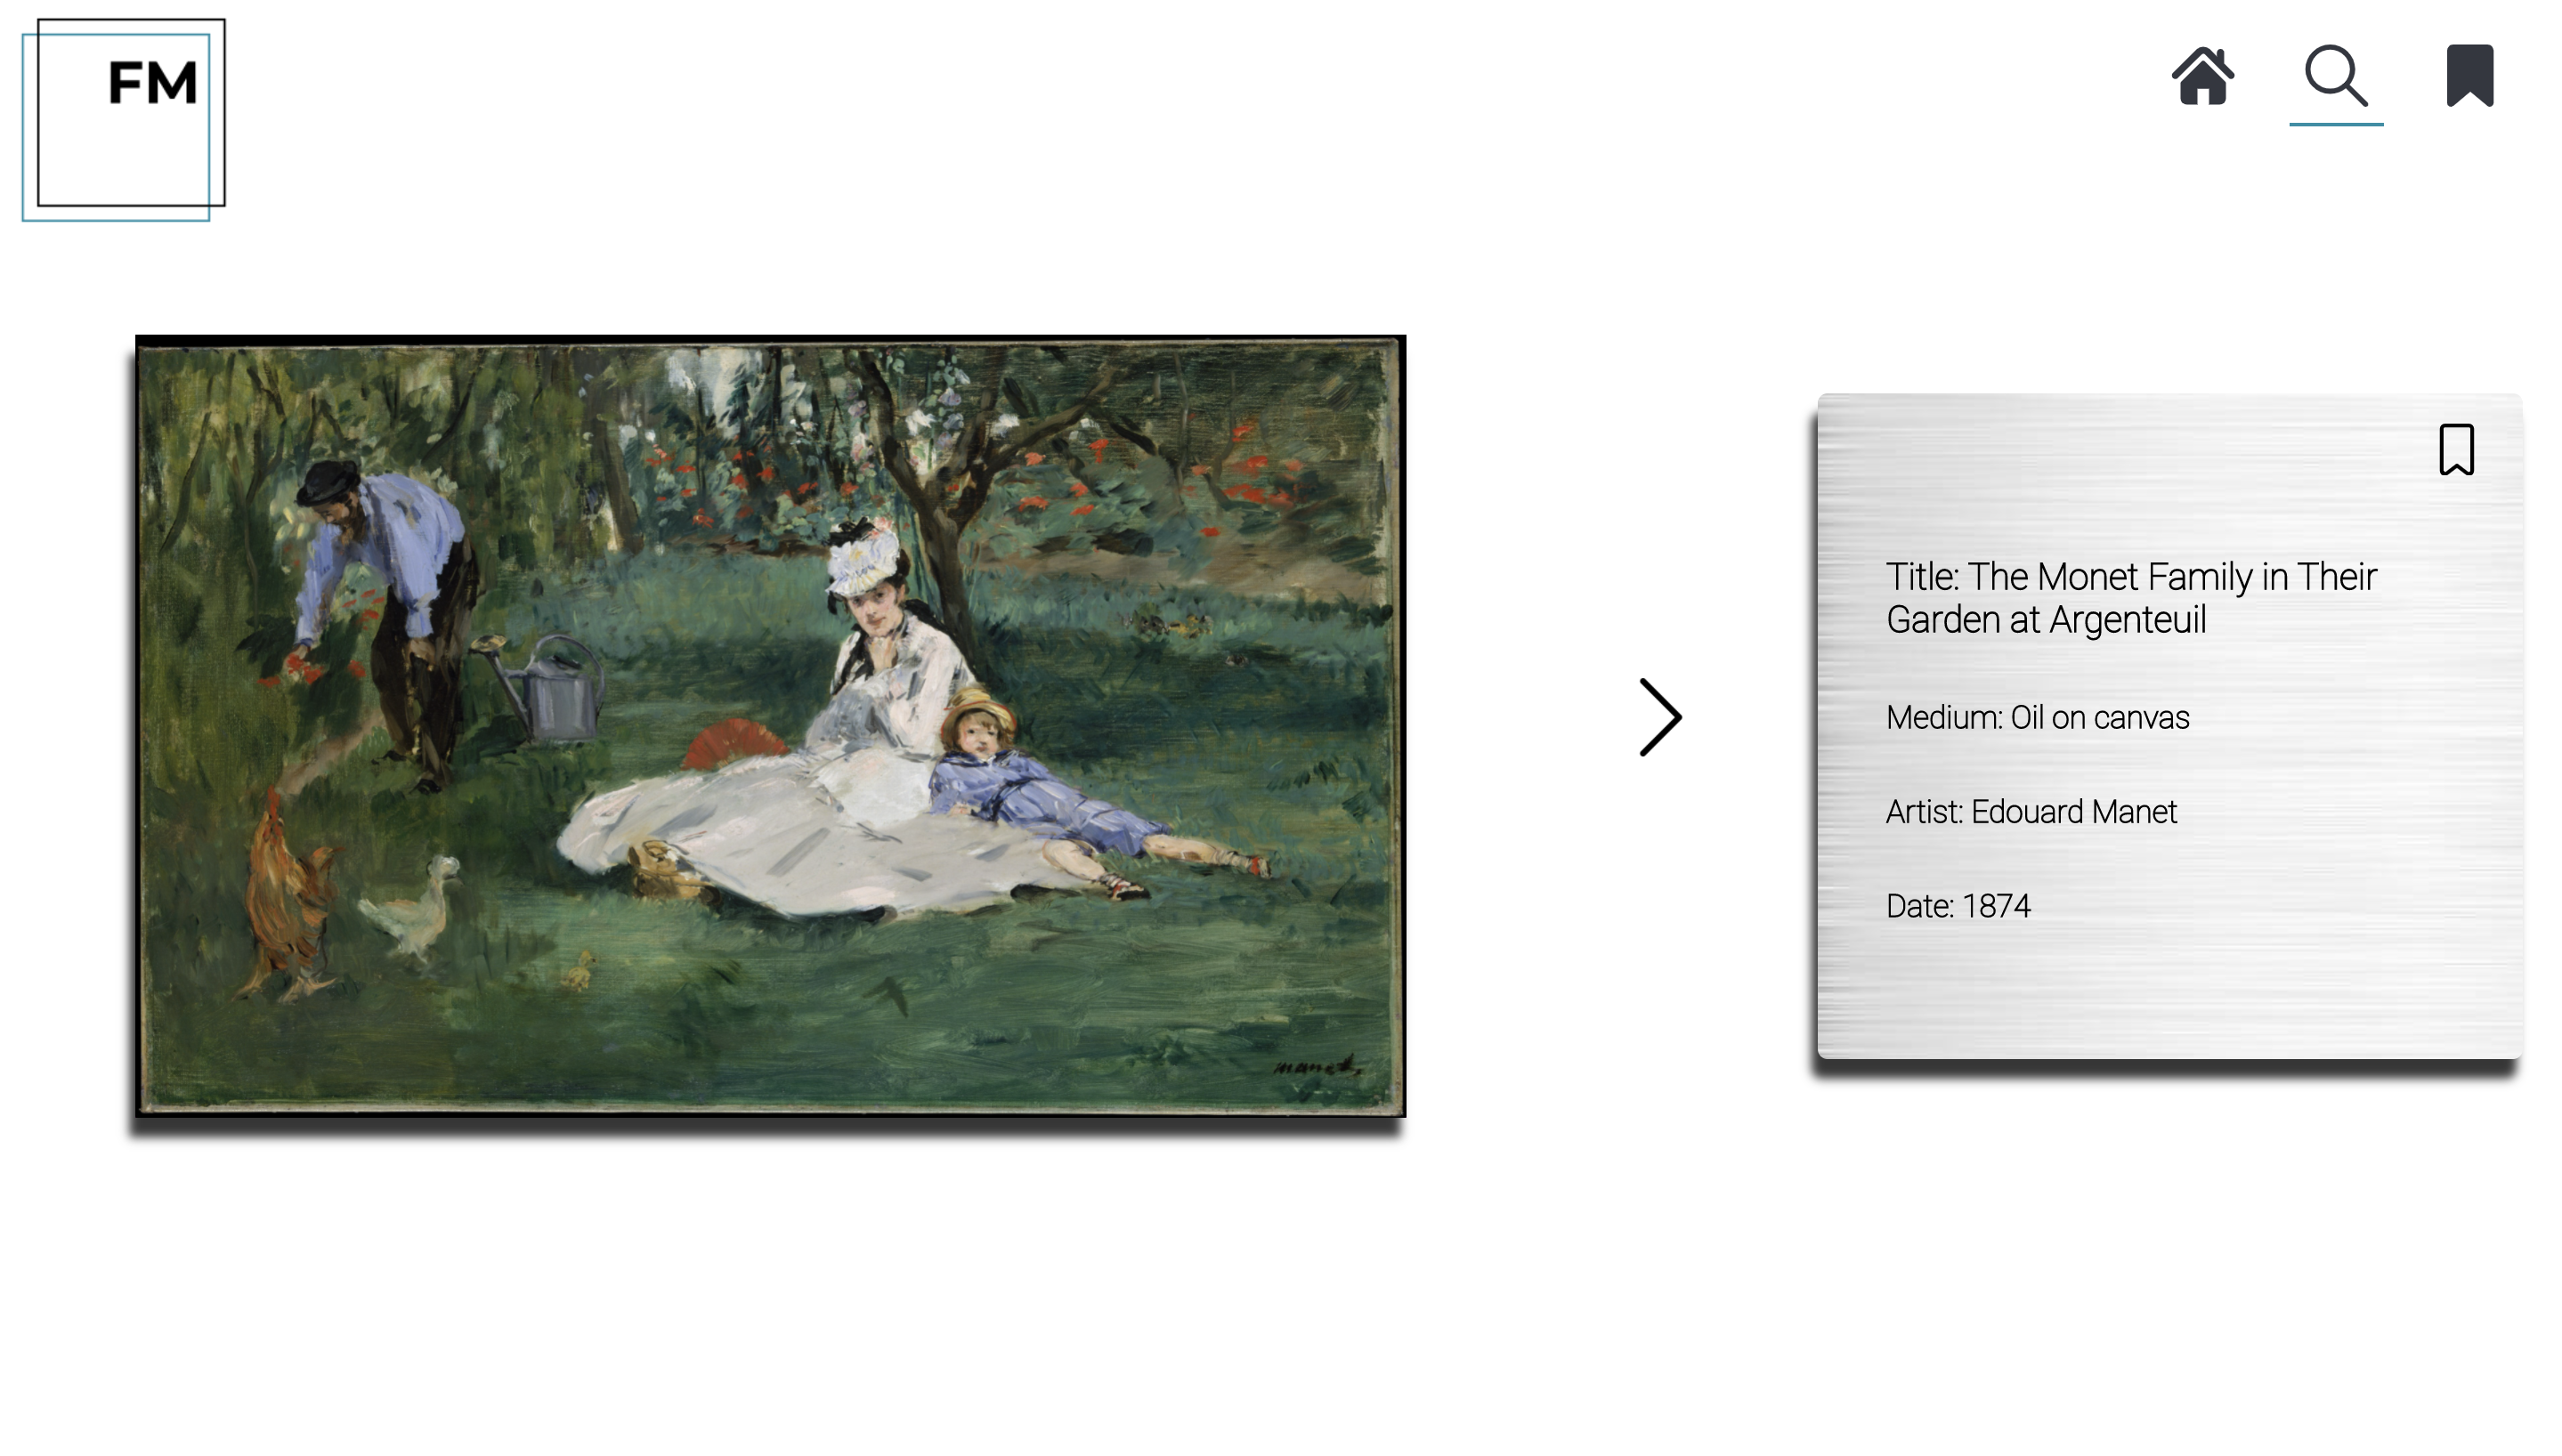 FM
Title: The Monet Family in Their
Garden at Argenteuil
Medium: Oil on canvas
Artist: Edouard Manet
Date: 1874
manet